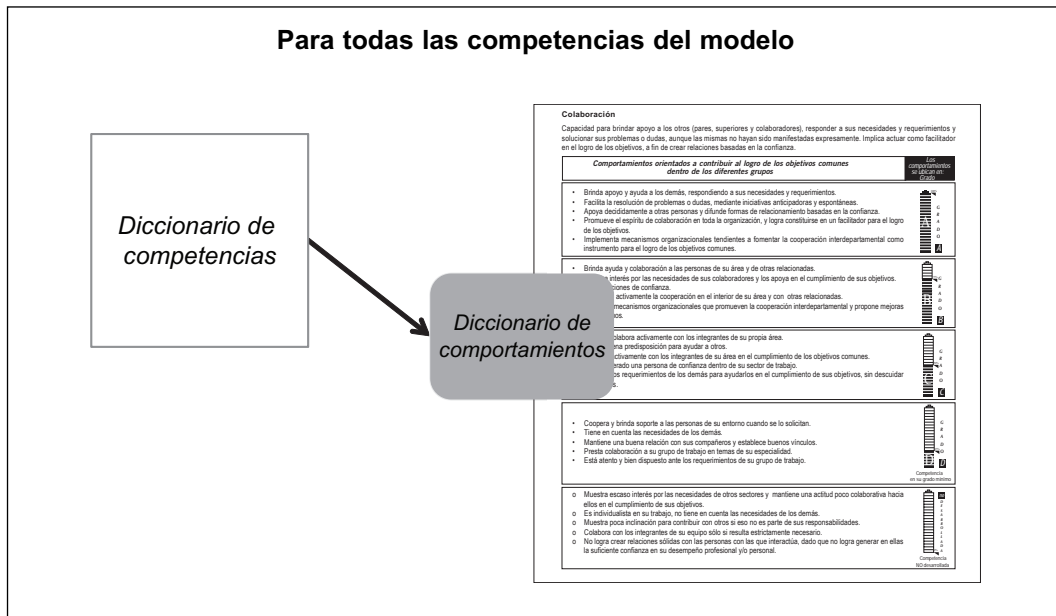 Para todas las competencias del modelo
Diccionario de
competencias
Diccionario de
comportamientos
Colaboración
Capacidad para brindar apoyo a los otros (pares, superiores y colaboradores), responder a sus necesidades y requerimientos y
solucionar sus problemas o dudas, aunque las mismas no hayan sido manifestadas expresamente. Implica actuar como facilitador
en el logro de los objetivos, a fin de crear relaciones basadas en la confianza.
Comportamientos orientados a contribuir al logro de los objetivos comunes
dentro de los diferentes grupos
Los
comportamientos
se ubican en:
Grado
• Brinda apoyo y ayuda a los demás, respondiendo a sus necesidades y requerimientos.
• Facilita la resolución de problemas o dudas, mediante iniciativas anticipadoras y espontáneas.
• Apoya decididamente a otras personas y difunde formas de relacionamiento basadas en la confianza.
• Promueve el espíritu de colaboración en toda la organización, y logra constituirse en un facilitador para el logro
de los objetivos.
• Implementa mecanismos organizacionales tendientes a fomentar la cooperación interdepartamental como
instrumento para el logro de los objetivos comunes.
A
GRADO
A
• Brinda ayuda y colaboración a las personas de su área y de otras relacionadas.
interés por las necesidades de sus colaboradores y los apoya en el cumplimiento de sus objetivos.
ciones de confianza.
activamente la cooperación en el interior de su área y con otras relacionadas.
mecanismos organizacionales que promueven la cooperación interdepartamental y propone mejoras
B
GRADO
B
colabora activamente con los integrantes de su propia área.
predisposición para ayudar a otros.
activamente con los integrantes de su área en el cumplimiento de los objetivos comunes.
erado una persona de confianza dentro de su sector de trabajo.
requerimientos de los demás para ayudarlos en el cumplimiento de sus objetivos, sin descuidar
C
GRADO
C
• Coopera y brinda soporte a las personas de su entorno cuando se lo solicitan.
• Tiene en cuenta las necesidades de los demás.
• Mantiene una buena relación con sus compañeros y establece buenos vínculos.
• Presta colaboración a su grupo de trabajo en temas de su especialidad.
• Está atento y bien dispuesto ante los requerimientos de su grupo de trabajo.
D
GRADO
D
Competencia
en su grado mínimo
o Muestra escaso interés por las necesidades de otros sectores y mantiene una actitud poco colaborativa hacia
ellos en el cumplimiento de sus objetivos.
o Es individualista en su trabajo, no tiene en cuenta las necesidades de los demás.
o Muestra poca inclinación para contribuir con otros si eso no es parte de sus responsabilidades.
o Colabora con los integrantes de su equipo sólo si resulta estrictamente necesario.
o No logra crear relaciones sólidas con las personas con las que interactúa, dado que no logra generar en ellas
la suficiente confianza en su desempeño profesional y/o personal.
Competencia
NO desarrollada